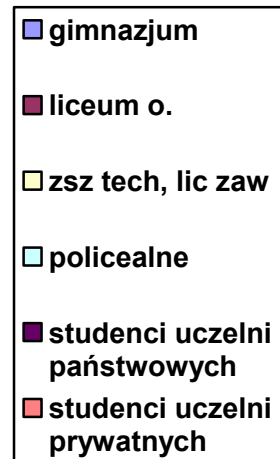 gimnazjum
liceum o.
zsz tech, lic zaw
policealne
studenci uczelni
państwowych
studenci uczelni
prywatnych